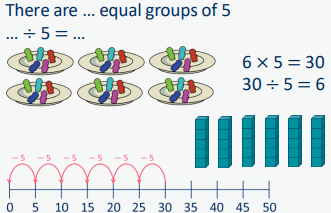 There are ... equal groups of 5
... ÷ 5 = ...
6 × 5 = 30
30 ÷ 5 = 6
−5 −5 −5 −5 −5 −5
0 5 10 15 20 25 30 35 40 45 50